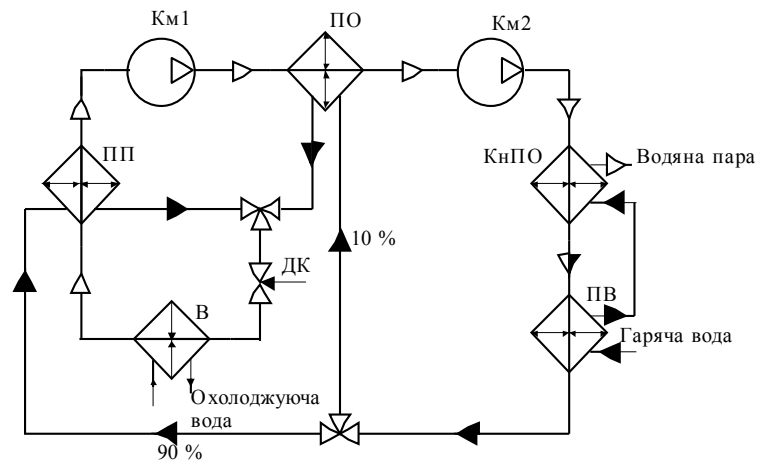 Км1
ПО
Км2
ПП
КнПО
Водяна пара
10 %
ДК
ПВ
В
Гаряча вода
Охолоджуюча
вода
90 %